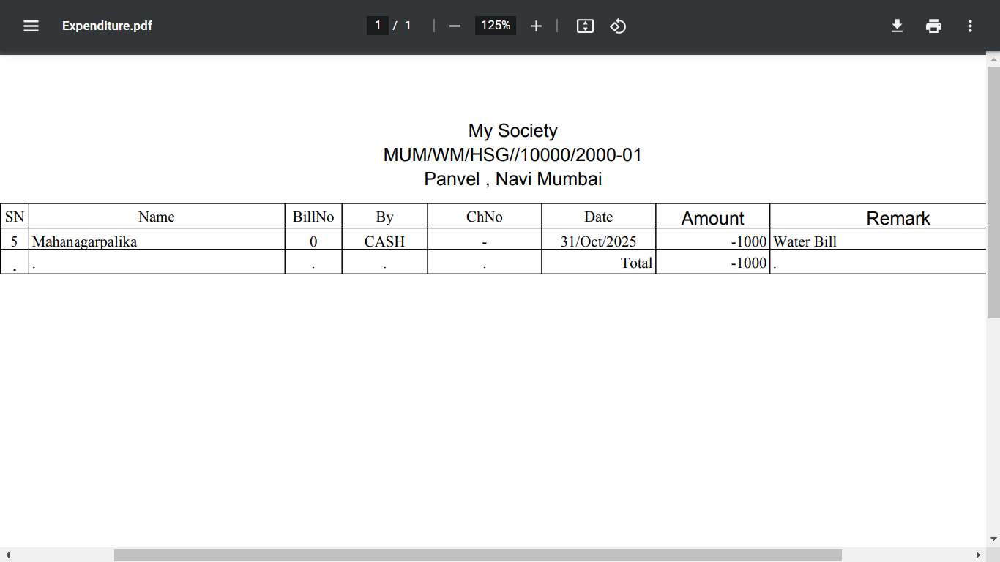 Expenditure.pdf
1 / 1
125%
My Society
MUM/WM/HSG//10000/2000-01
Panvel , Navi Mumbai
SN Name BillNo By ChNo Date Amount Remark
5 Mahanagarpalika 0 CASH - 31/Oct/2025 -1000 Water Bill
. . . . . Total -1000 .